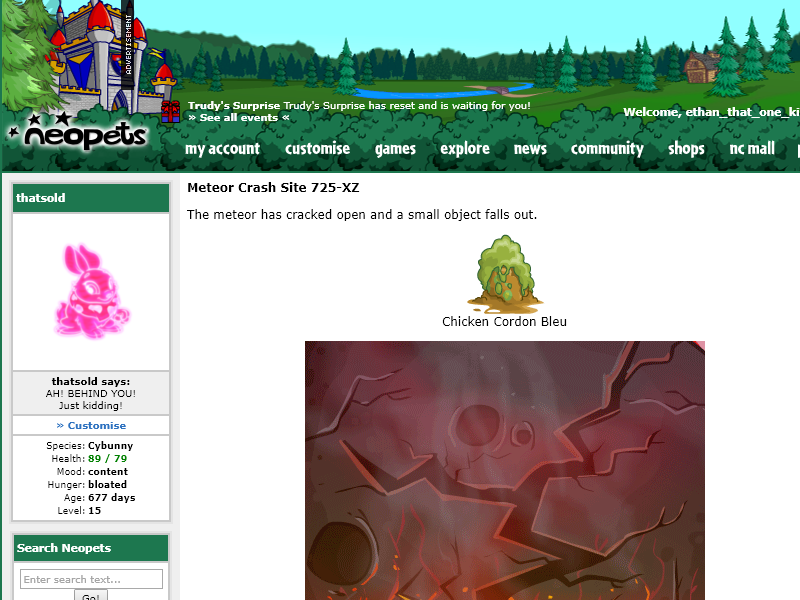 ADVERTISEMENT
Trudy's Surprise Trudy's Surprise has reset and is waiting for you!
» See all events «
Welcome, ethan_that_one_ki
neopets
my account customise games explore news community shops nc mall
thatsold
thatsold says:
AH! BEHIND YOU!
Just kidding!
» Customise
Species: Cybunny
Health: 89 / 79
Mood: content
Hunger: bloated
Age: 677 days
Level: 15
Search Neopets
Enter search text...
Go!
Meteor Crash Site 725-XZ
The meteor has cracked open and a small object falls out.
Chicken Cordon Bleu